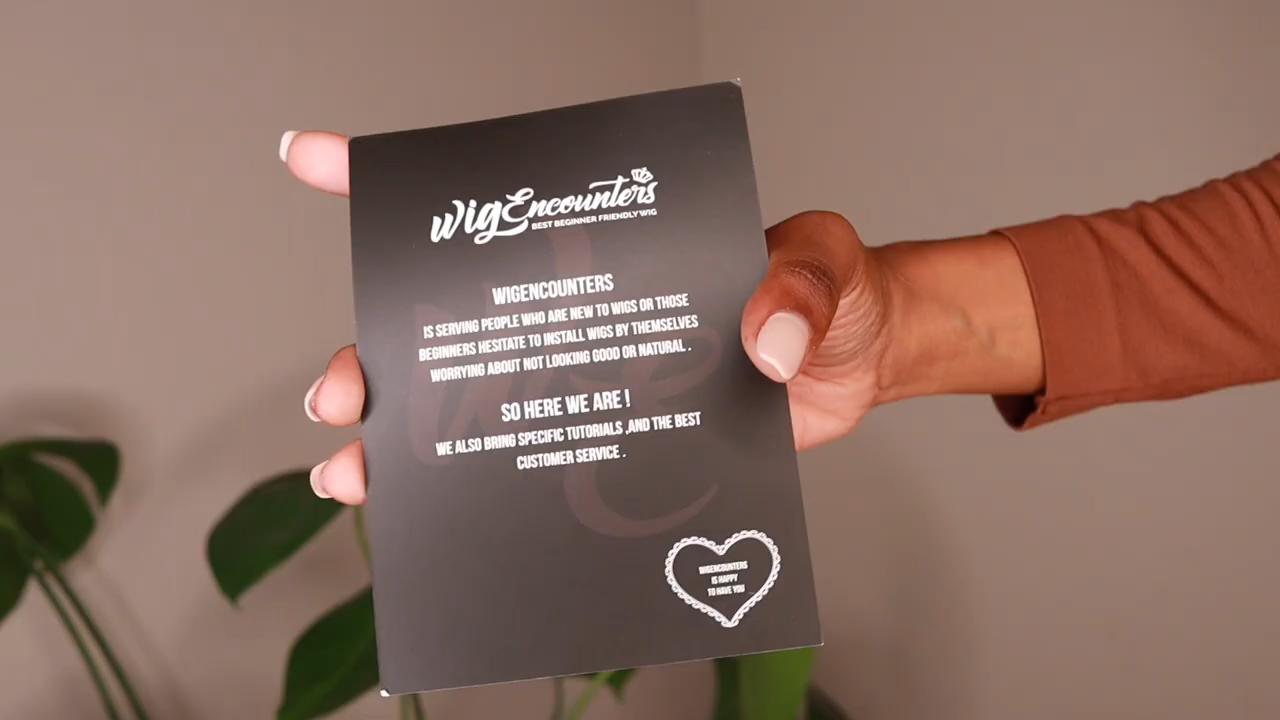 WigEncounters
BEST BEGINNER FRIENDLY WIG
WIGENCOUNTERS
IS SERVING PEOPLE WHO ARE NEW TO WIGS OR THOSE
BEGINNERS HESITATE TO INSTALL WIGS BY THEMSELVES
WORRYING ABOUT NOT LOOKING GOOD OR NATURAL .
SO HERE WE ARE !
WE ALSO BRING SPECIFIC TUTORIALS ,AND THE BEST
CUSTOMER SERVICE .
WIGENCOUNTERS
IS HAPPY
TO HAVE YOU